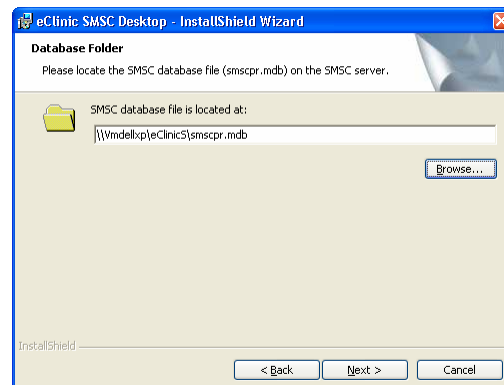 eClinic SMSC Desktop - InstallShield Wizard
Database Folder
Please locate the SMSC database file (smscpr.mdb) on the SMSC server.
SMSC database file is located at:
\\Vmdellxp\eClinicS\smscpr.mdb
Browse...
InstallShield
< Back
Next >
Cancel